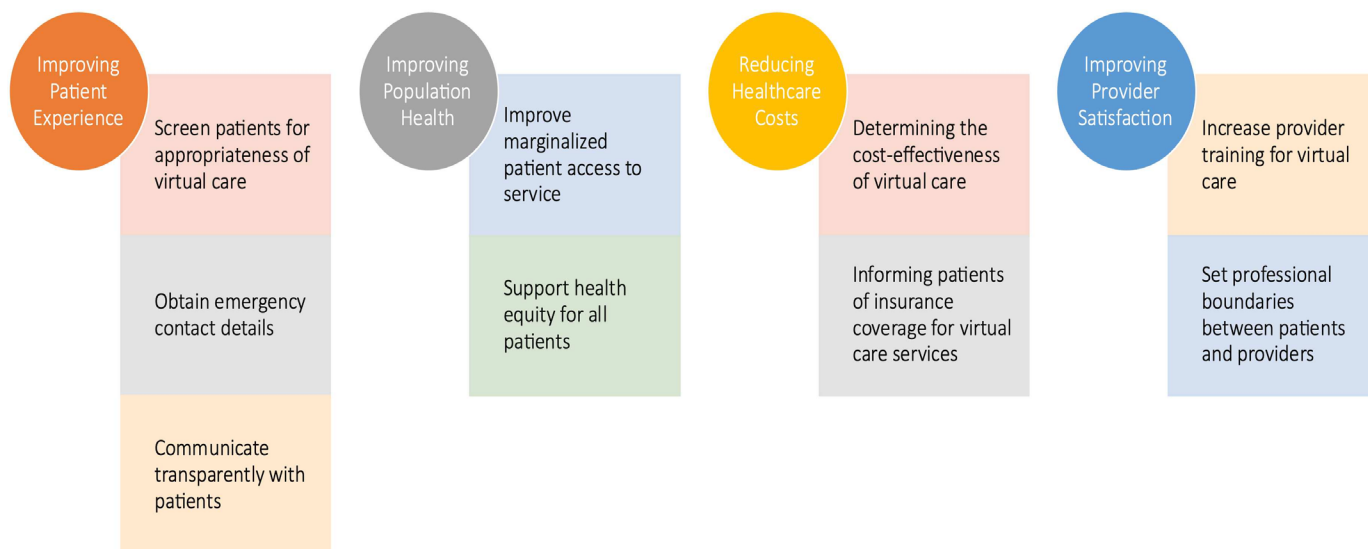 Improving
Patient
Experience
Screen patients for
appropriateness of
virtual care
Obtain emergency
contact details
Communicate
transparently with
patients
Improving
Population
Health
Improve
marginalized
patient access to
service
Support health
equity for all
patients
Reducing
Healthcare
Costs
Determining the
cost-effectiveness
of virtual care
Informing patients
of insurance
coverage for virtual
care services
Improving
Provider
Satisfaction
Increase provider
training for virtual
care
Set professional
boundaries
between patients
and providers